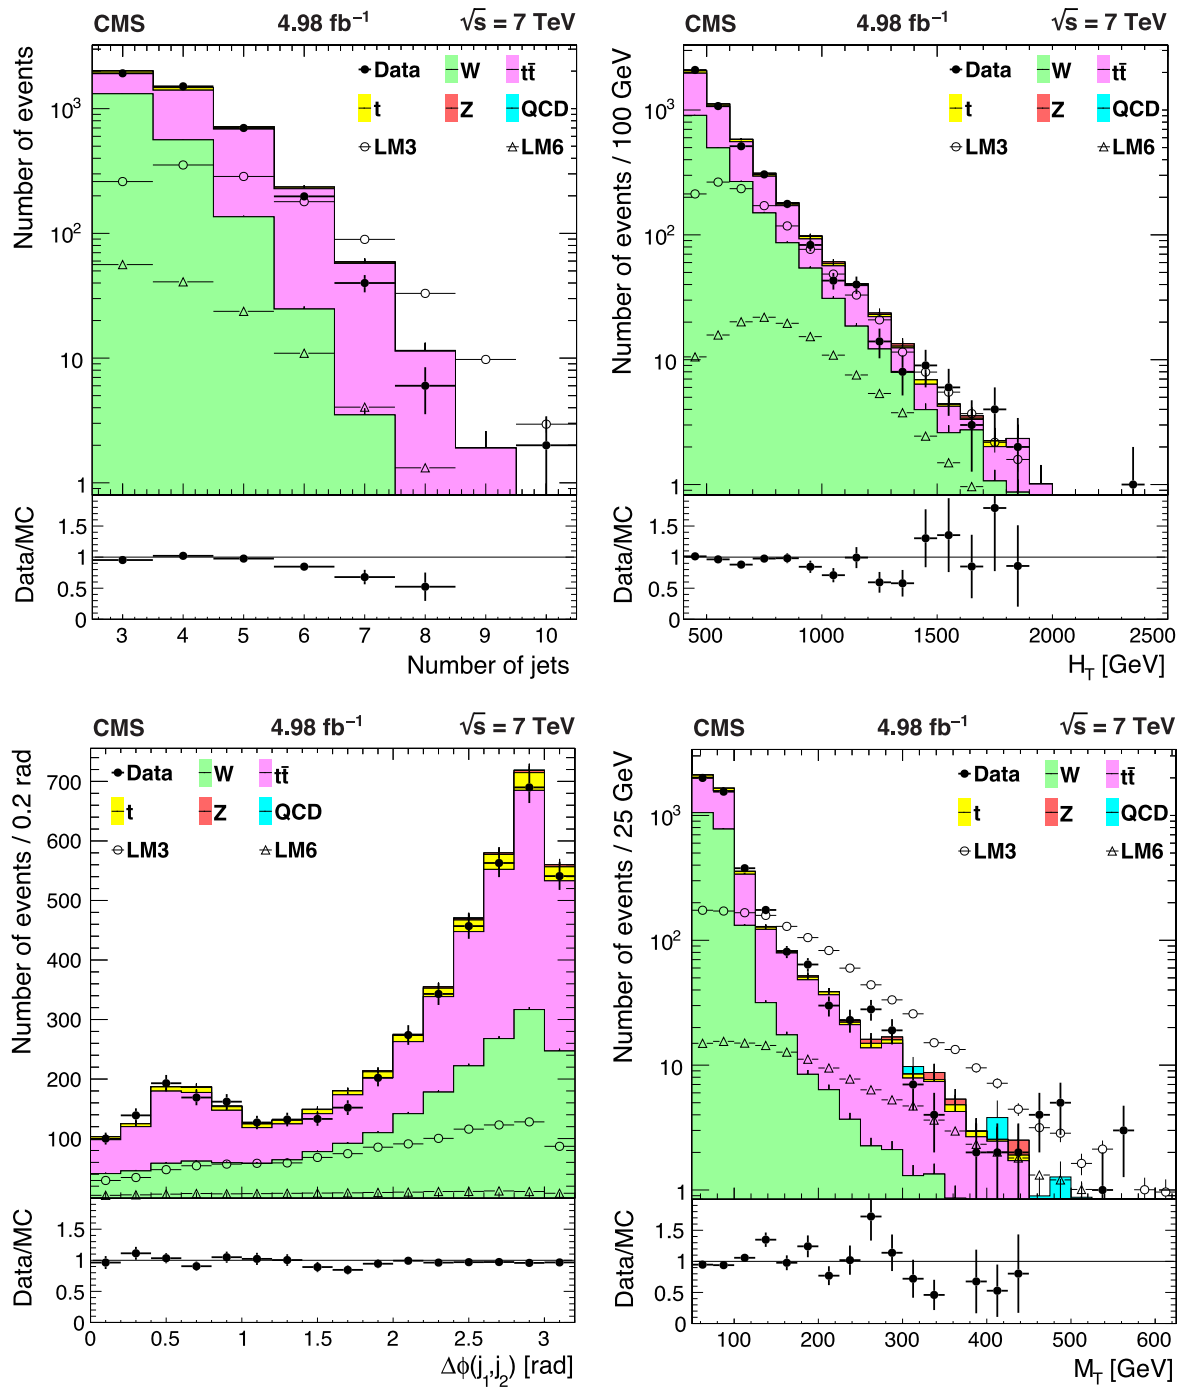 CMS 4.98 fb⁻¹ √s = 7 TeV
Number of events
10³
10²
10
1
Data W tt̄
t Z QCD
LM3 LM6
Data/MC
1.5
1
0.5
0
3 4 5 6 7 8 9 10
Number of jets
CMS 4.98 fb⁻¹ √s = 7 TeV
Number of events / 100 GeV
10³
10²
10
1
Data W tt̄
t Z QCD
LM3 LM6
Data/MC
1.5
1
0.5
0
500 1000 1500 2000 2500
H_T [GeV]
CMS 4.98 fb⁻¹ √s = 7 TeV
Number of events / 0.2 rad
700
600
500
400
300
200
100
Data W tt̄
t Z QCD
LM3 LM6
Data/MC
1.5
1
0.5
0
0 0.5 1 1.5 2 2.5 3
Δϕ(j₁,j₂) [rad]
CMS 4.98 fb⁻¹ √s = 7 TeV
Number of events / 25 GeV
10³
10²
10
1
Data W tt̄
t Z QCD
LM3 LM6
Data/MC
1.5
1
0.5
0
100 200 300 400 500 600
M_T [GeV]